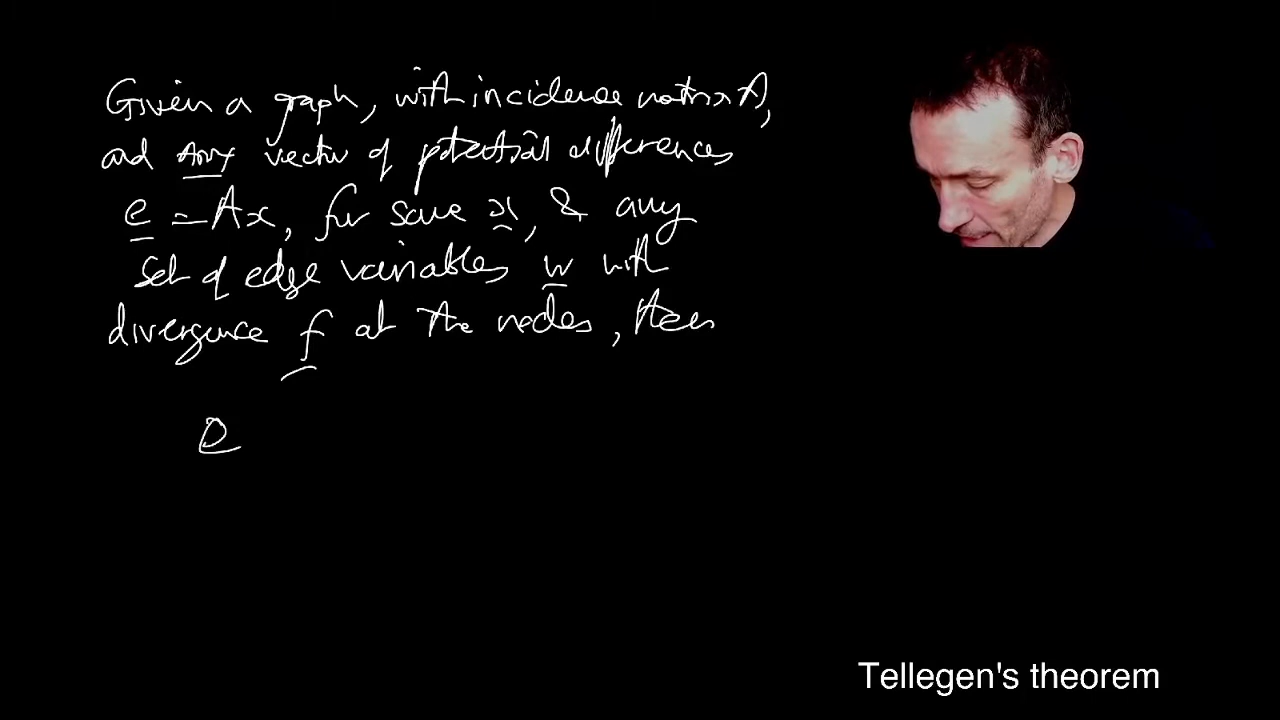 Given a graph, with incidence matrix A,
and any vector of potential differences
e = Ax, for some x, & any
set of edge variables w with
divergence f at the nodes, then
e
Tellegen's theorem